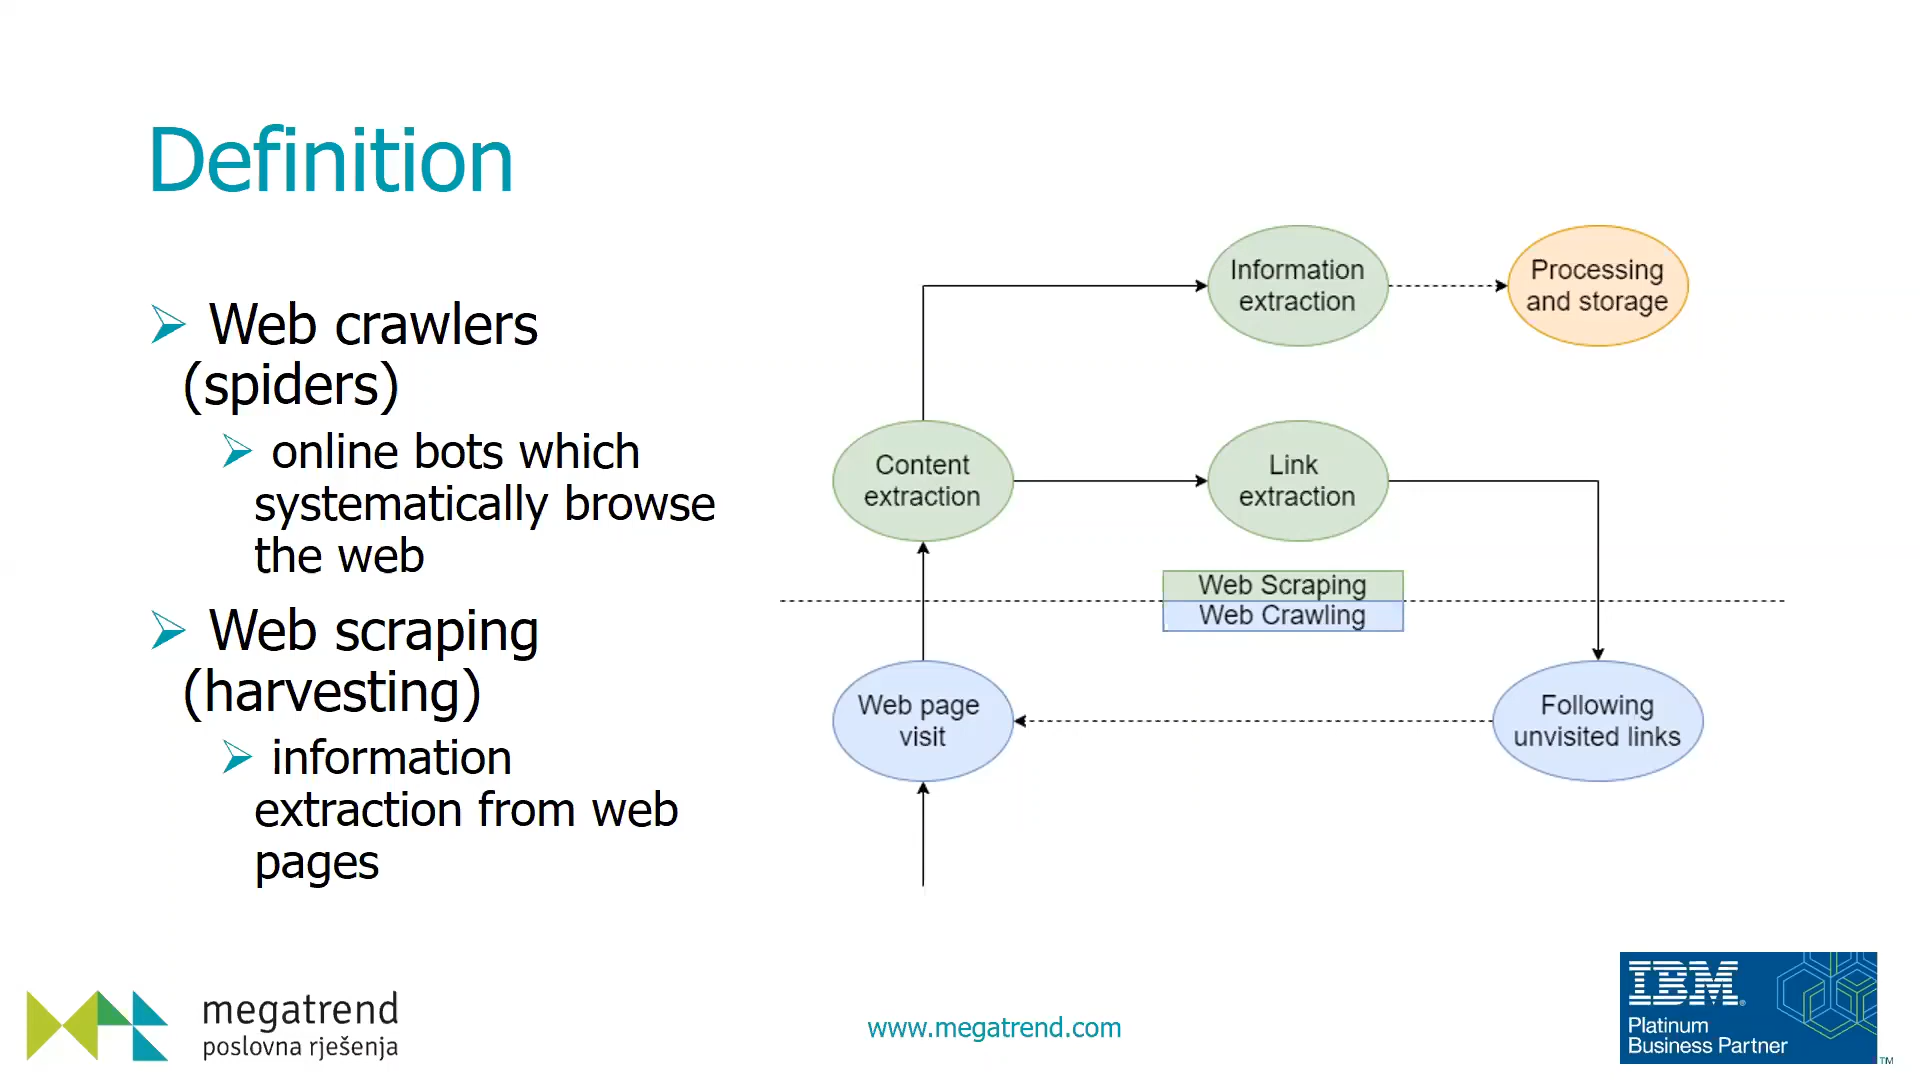 Definition
Web crawlers
(spiders)
online bots which
systematically browse
the web
Web scraping
(harvesting)
information
extraction from web
pages
Information
extraction
Processing
and storage
Content
extraction
Link
extraction
Web Scraping
Web Crawling
Web page
visit
Following
unvisited links
megatrend
poslovna rješenja
www.megatrend.com
IBM®
Platinum
Business Partner
™